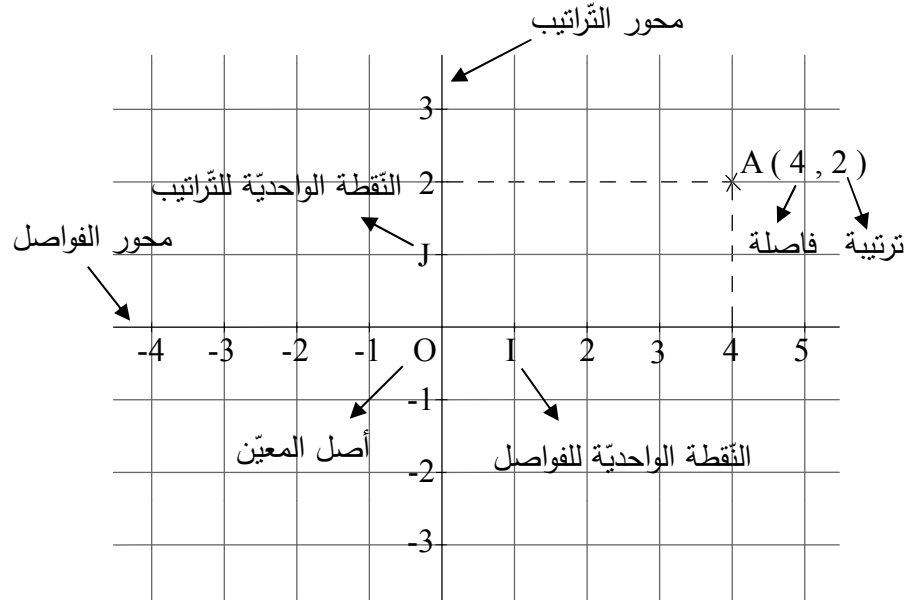 محور التّراتيب
3
A ( 4 , 2 )
2
النّقطة الواحديّة للتّراتيب
محور الفواصل
J
فاصلة
ترتيبة
-4 -3 -2 -1 O I 2 3 4 5
-1
أصل المعيّن
النّقطة الواحديّة للفواصل
-2
-3